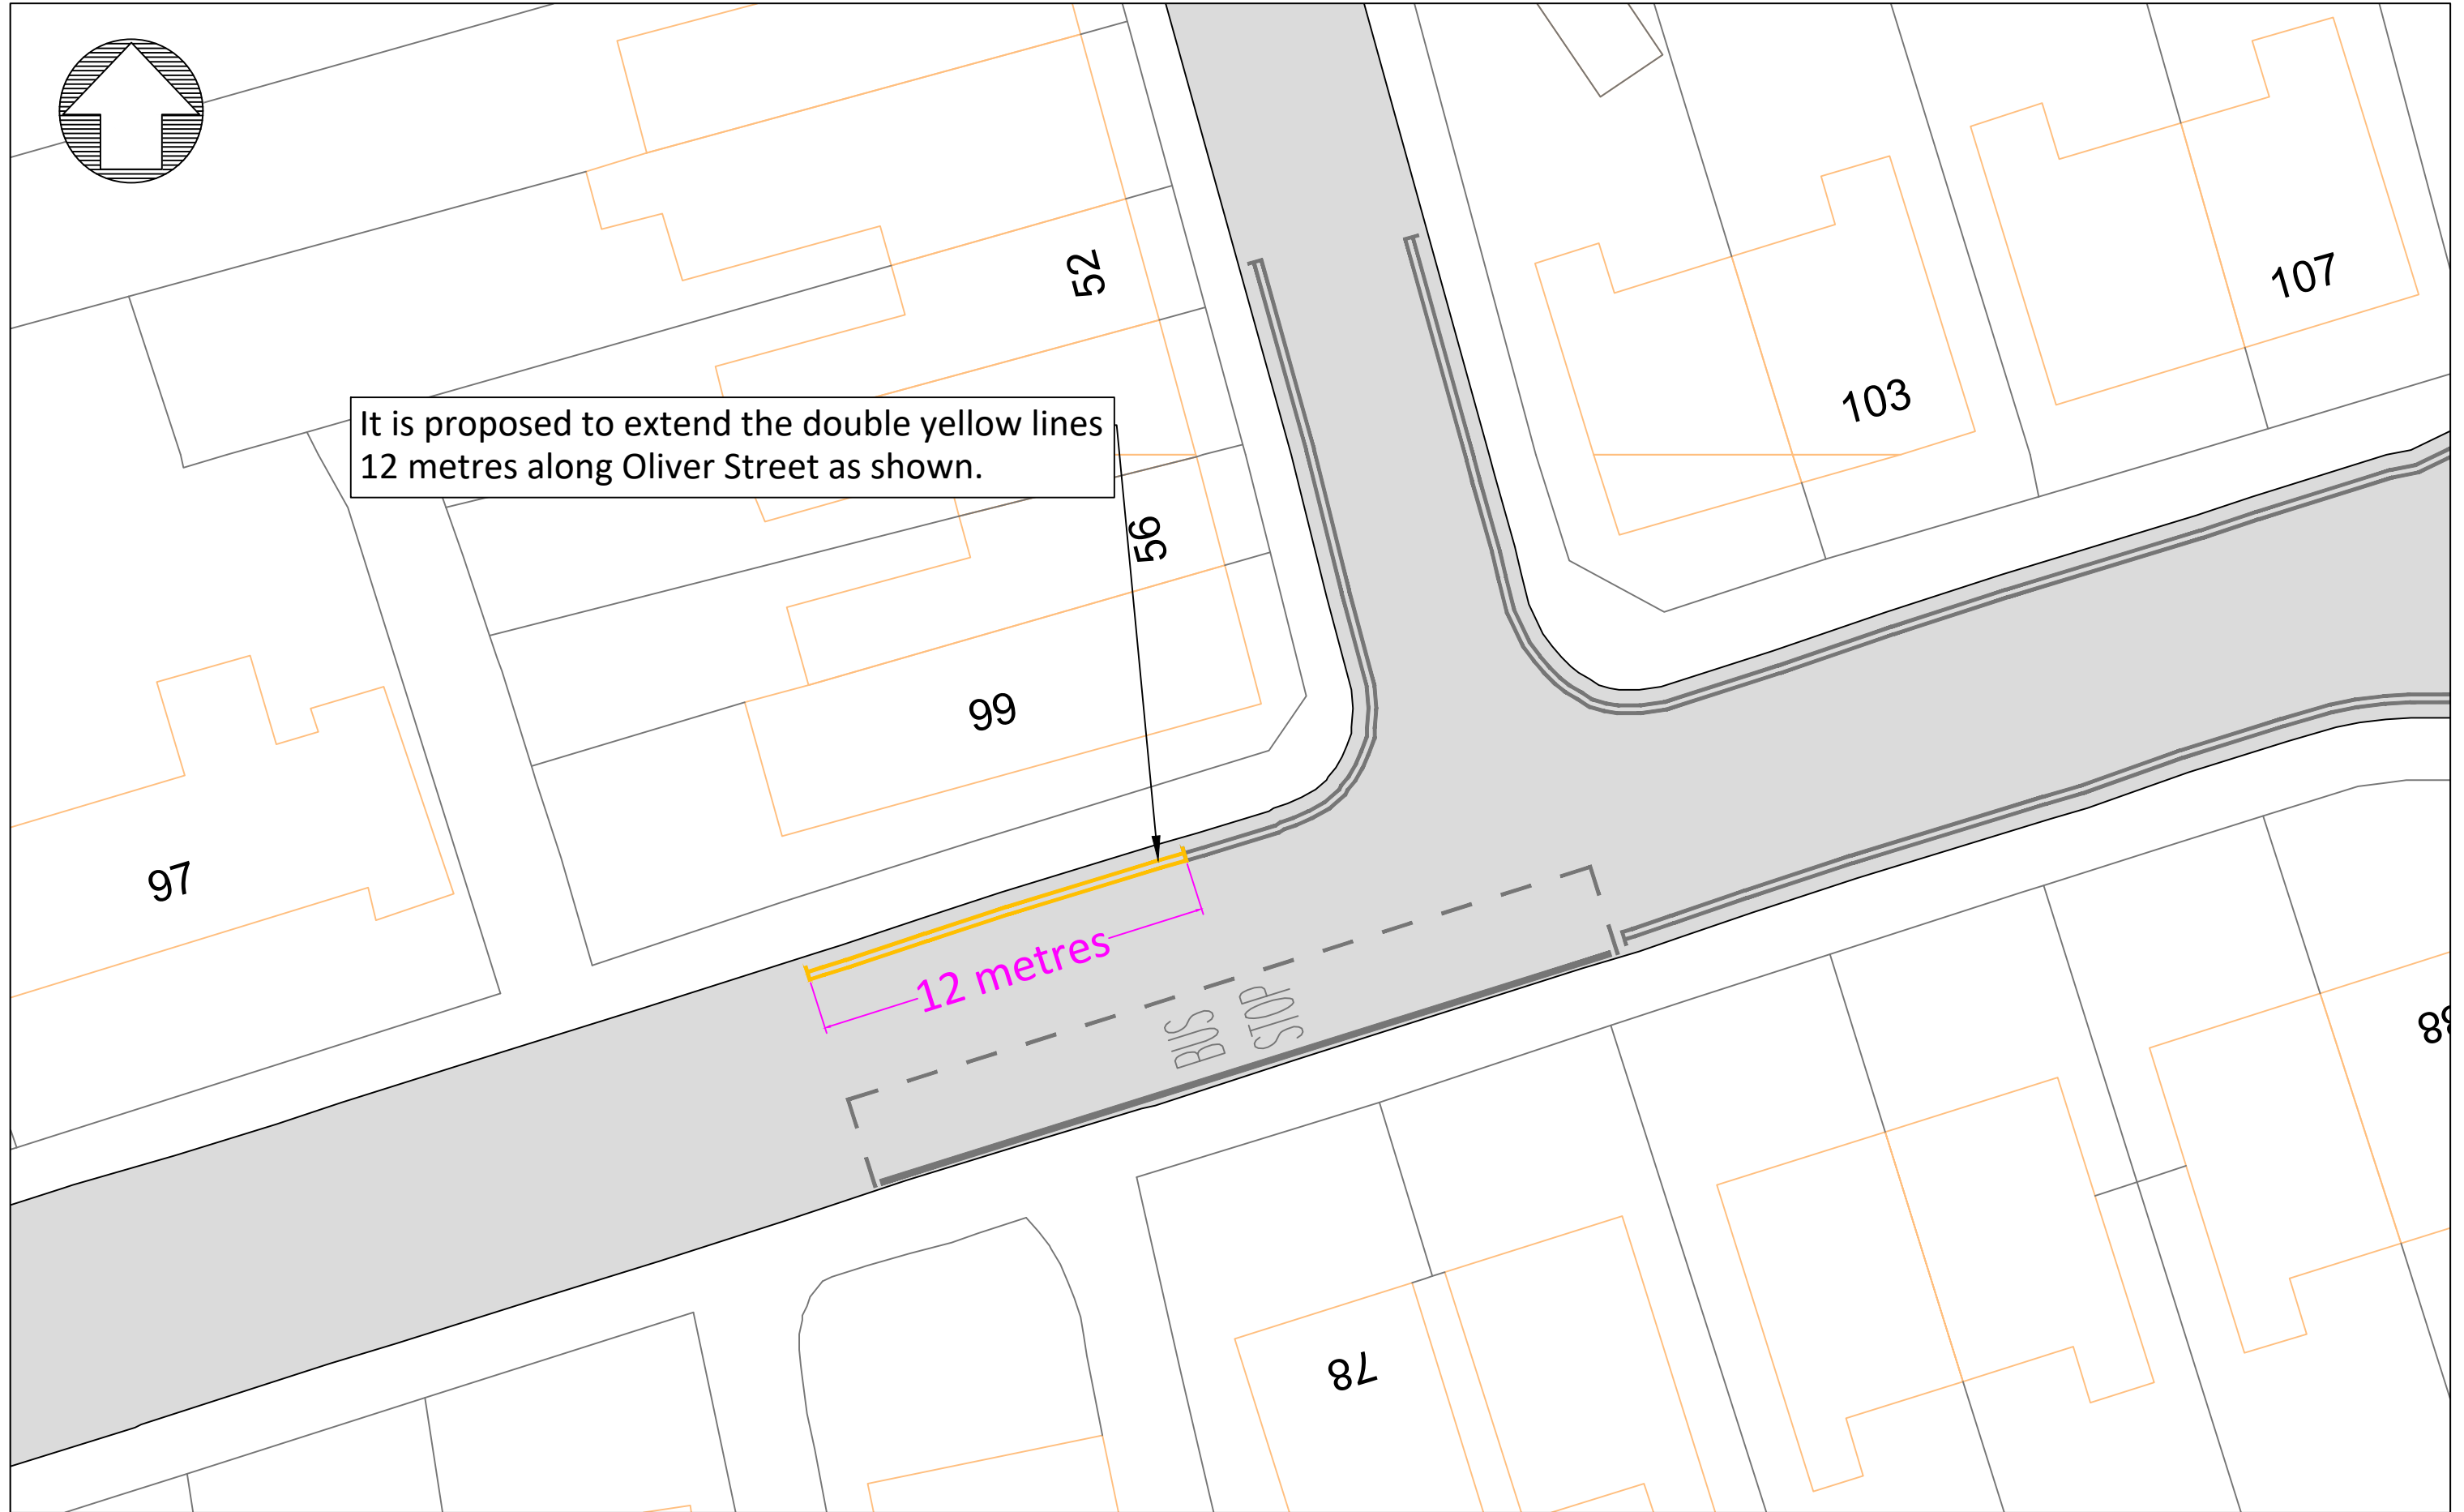 52
107
103
It is proposed to extend the double yellow lines
12 metres along Oliver Street as shown.
56
99
97
12 metres
BUS
STOP
78